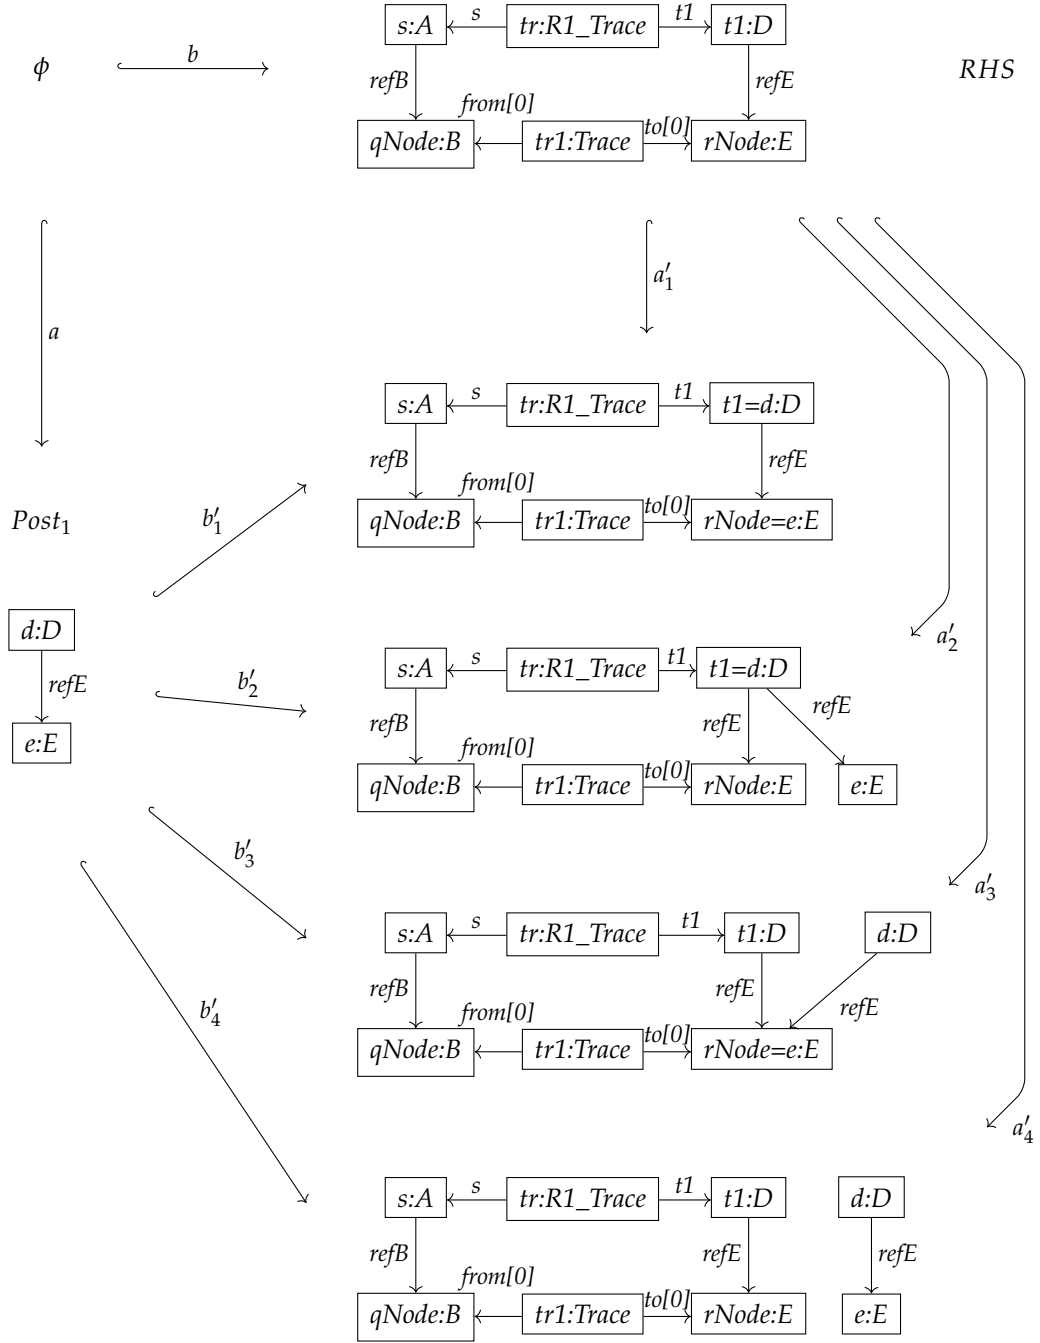 s:A s tr:R1_Trace t1 t1:D
ϕ b refB refE RHS
from[0] to[0]
qNode:B tr1:Trace rNode:E
a a′1
s:A s tr:R1_Trace t1 t1=d:D
refB refE
from[0] to[0]
Post1 b′1 qNode:B tr1:Trace rNode=e:E
d:D
refE
e:E
b′2 s:A s tr:R1_Trace t1 t1=d:D a′2
refB refE refE
from[0] to[0]
qNode:B tr1:Trace rNode:E e:E
b′3 a′3
s:A s tr:R1_Trace t1 t1:D d:D
refB refE refE
b′4 from[0] to[0]
qNode:B tr1:Trace rNode=e:E
a′4
s:A s tr:R1_Trace t1 t1:D d:D
refB refE refE
from[0] to[0]
qNode:B tr1:Trace rNode:E e:E